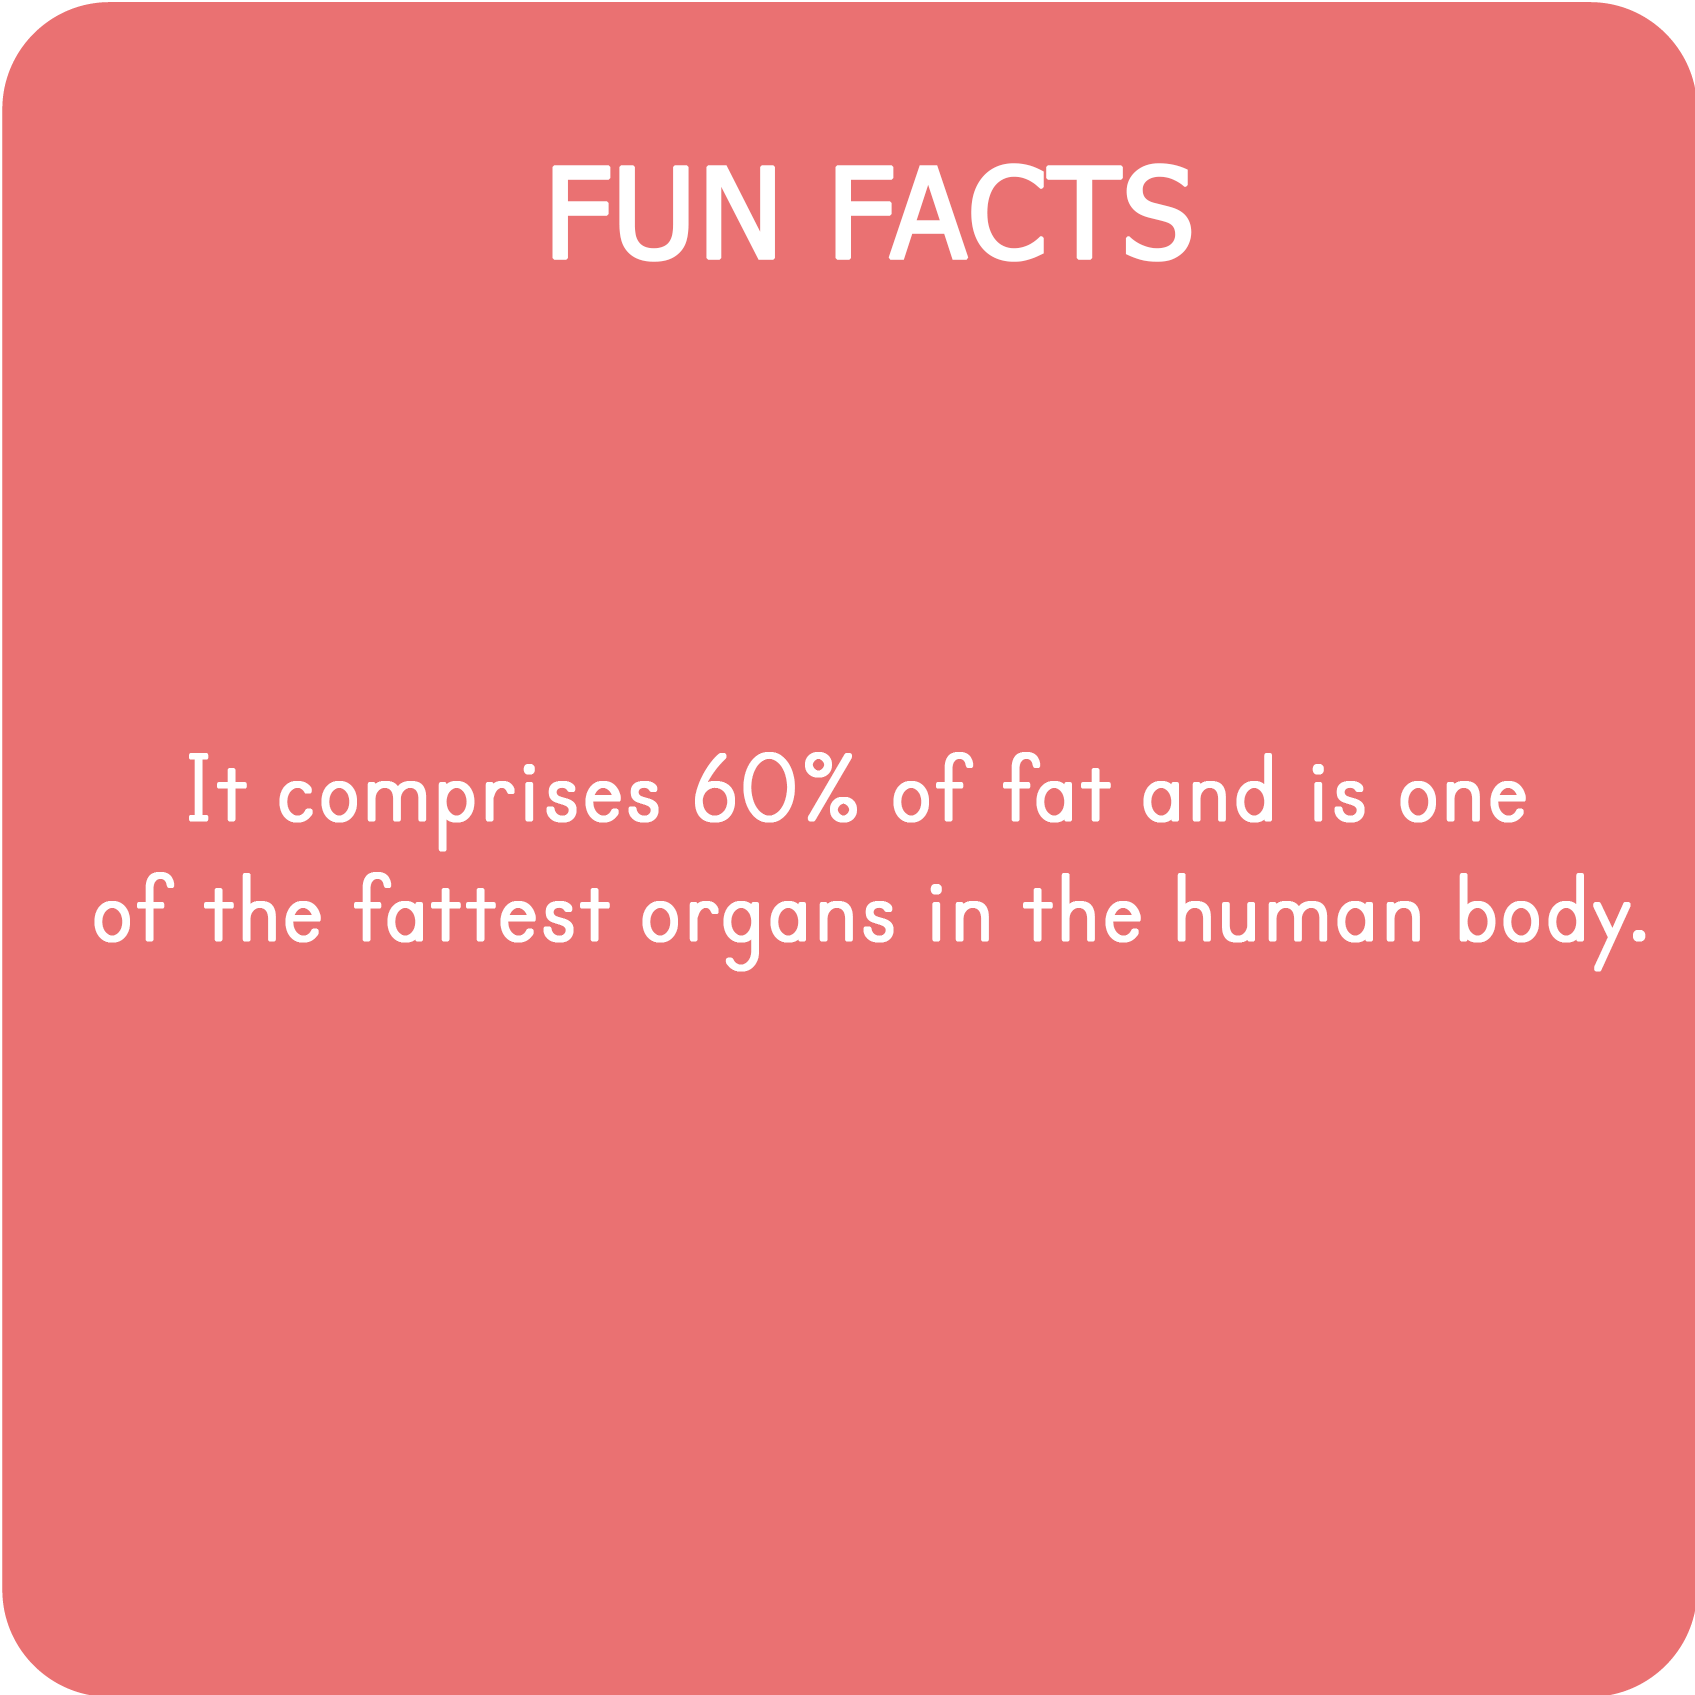 FUN FACTS
It comprises 60% of fat and is one
of the fattest organs in the human body.